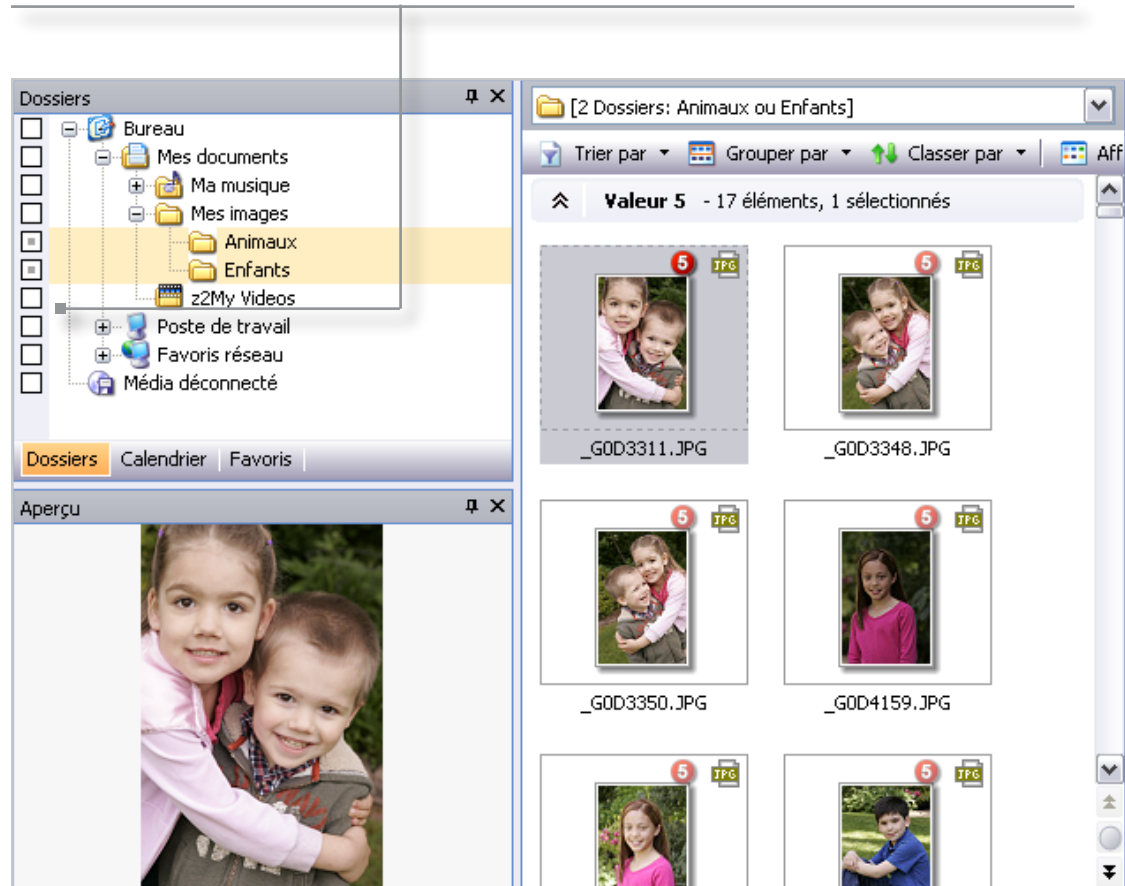 Dossiers
Bureau
Mes documents
Ma musique
Mes images
Animaux
Enfants
z2My Videos
Poste de travail
Favoris réseau
Média déconnecté
Dossiers Calendrier Favoris
Aperçu
[2 Dossiers: Animaux ou Enfants]
Trier par Grouper par Classer par Aff
Valeur 5 - 17 éléments, 1 sélectionnés
5 JPG
5 JPG
_G0D3311.JPG
_G0D3348.JPG
5 JPG
5 JPG
_G0D3350.JPG
_G0D4159.JPG
5 JPG
5 JPG